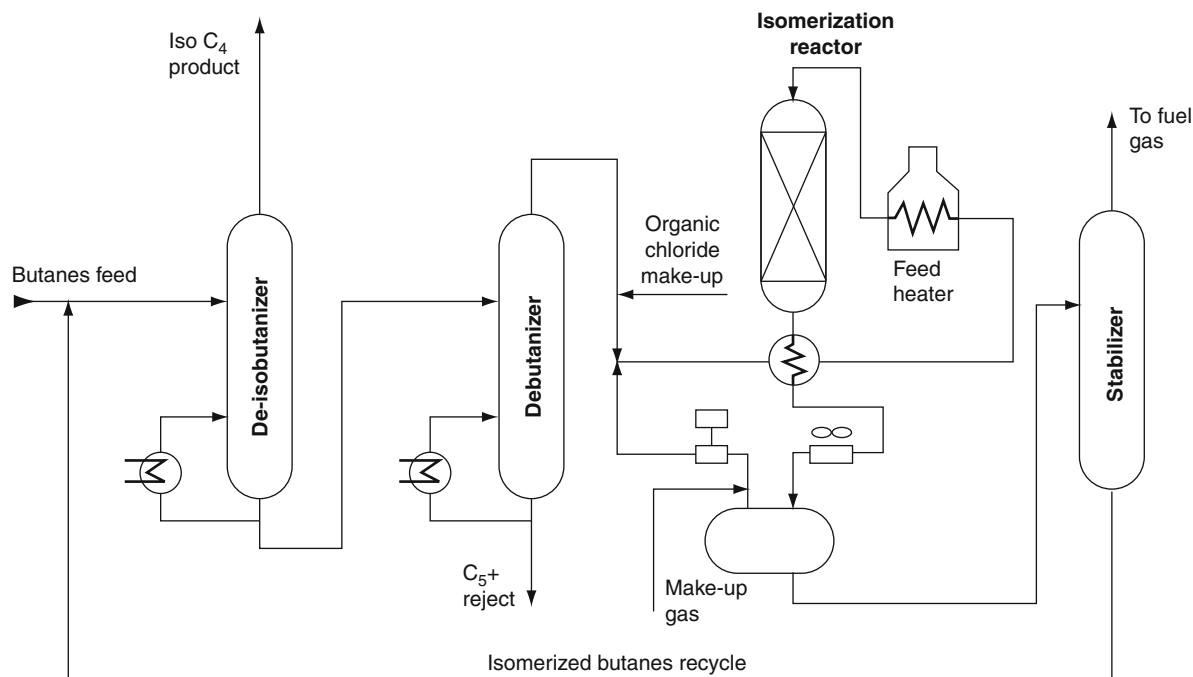 Isomerization
reactor
Iso C₄
product
To fuel
gas
Organic
chloride
make-up
Butanes feed
Feed
heater
De-isobutanizer
Debutanizer
Stabilizer
C₅+
reject
Make-up
gas
Isomerized butanes recycle